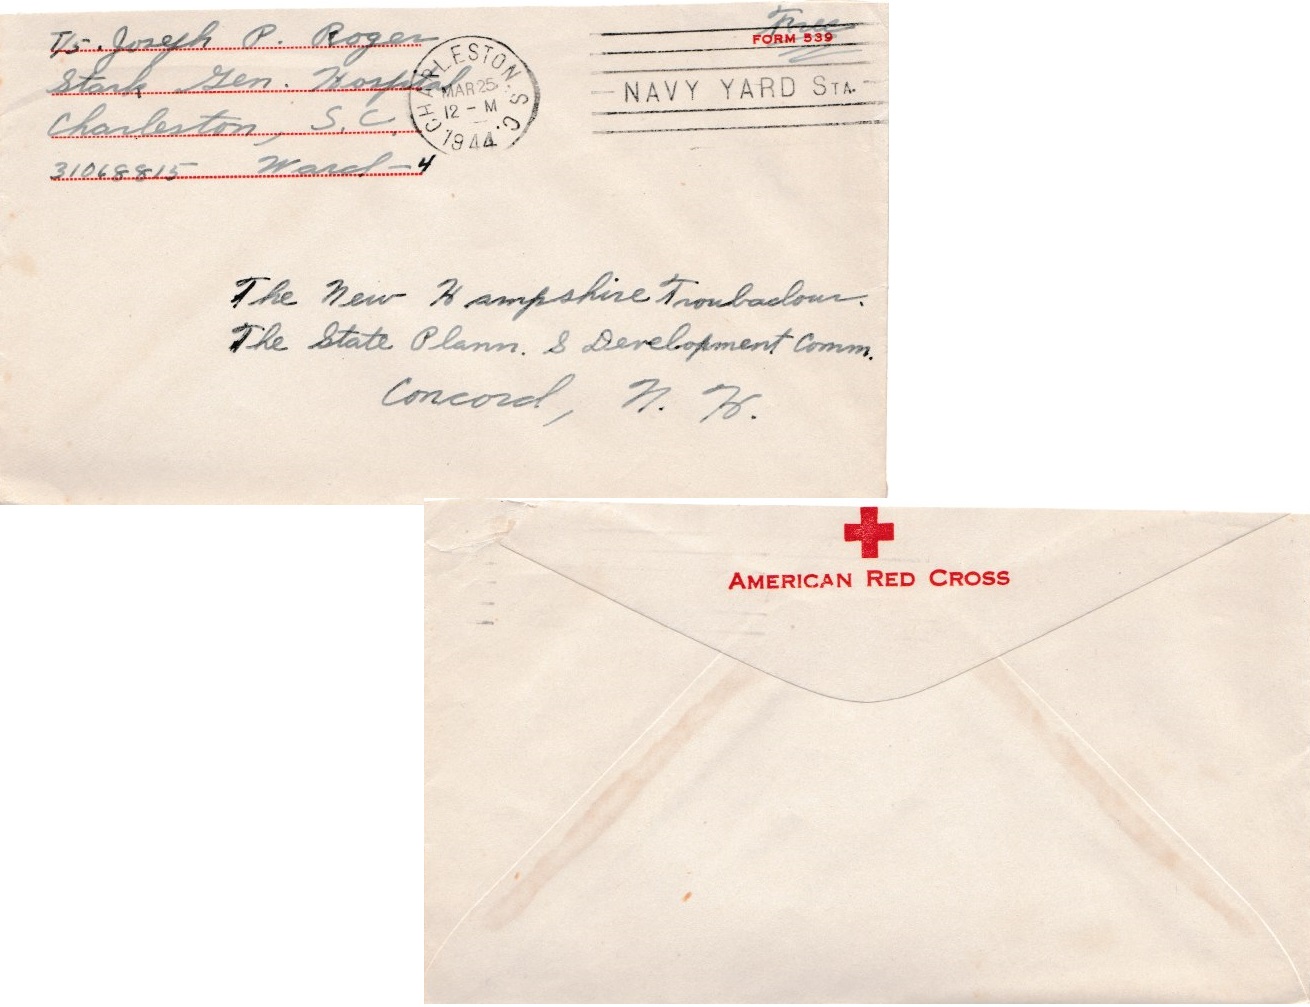 T/5. Joseph P. Roger
Stark Gen. Hospital
Charleston, S.C.
31068815 Ward-4
CHARLESTON, S.C.
MAR 25
12-M
1944
Free
FORM 539
NAVY YARD STA.
The New Hampshire Troubadour.
The State Plann. & Development Comm.
Concord, N. H.
AMERICAN RED CROSS